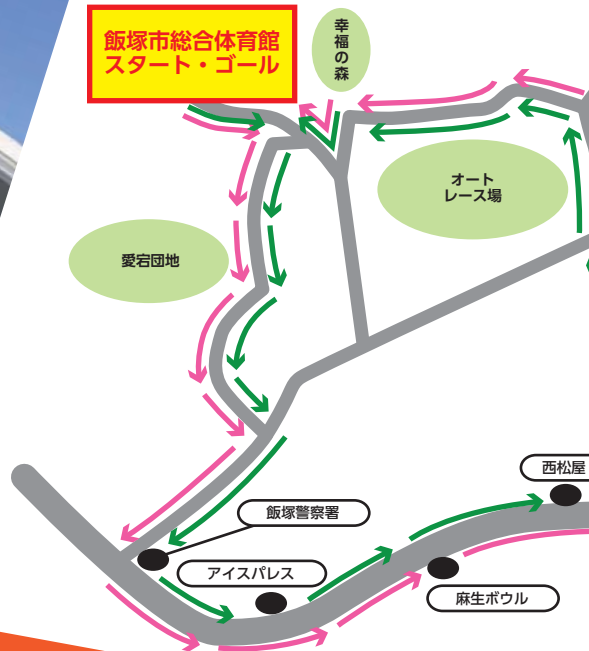 飯塚市総合体育館
スタート・ゴール
幸福の森
オート
レース場
愛宕団地
西松屋
飯塚警察署
アイスパレス
麻生ボウル